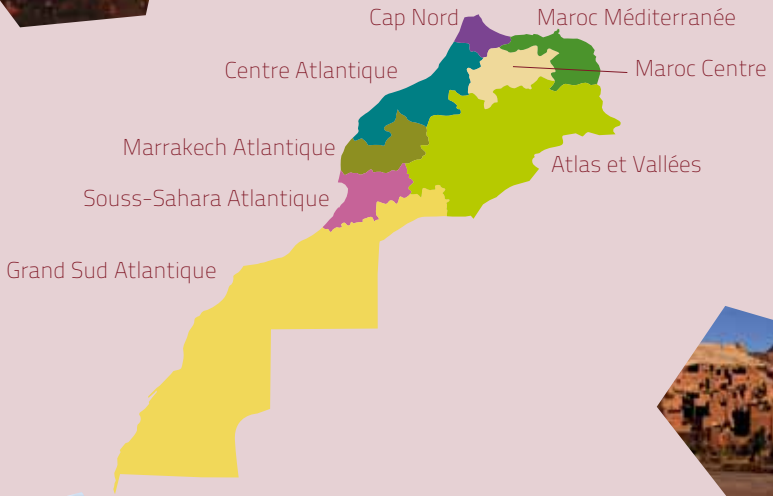 Cap Nord
Maroc Méditerranée
Centre Atlantique
Maroc Centre
Marrakech Atlantique
Atlas et Vallées
Souss-Sahara Atlantique
Grand Sud Atlantique